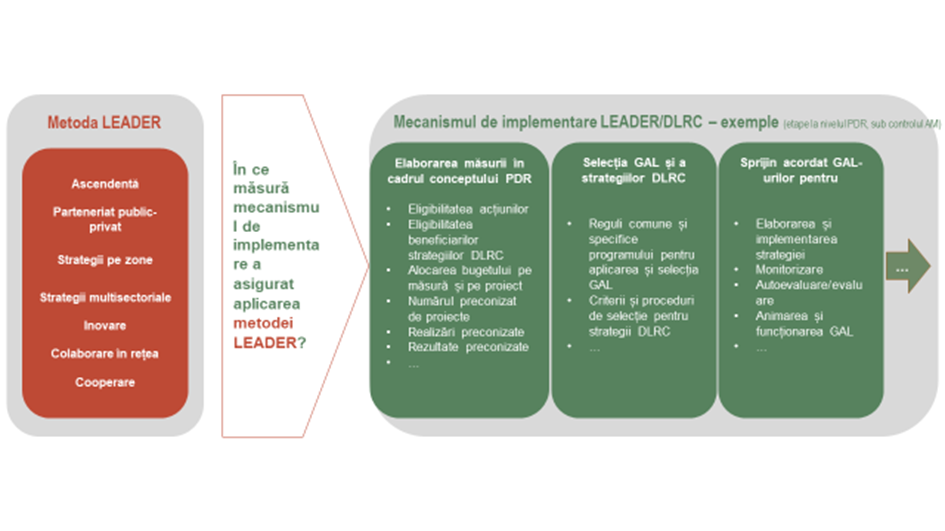 Metoda LEADER
Ascendentă
Parteneriat public-
privat
Strategii pe zone
Strategii multisectoriale
Inovare
Colaborare în rețea
Cooperare
În ce
măsură
mecanismu
l de
implementa
re a
asigurat
aplicarea
metodei
LEADER?
Mecanismul de implementare LEADER/DLRC – exemple (etape la nivelul PDR, sub controlul AM)
Elaborarea măsurii în
cadrul conceptului PDR
• Eligibilitatea acțiunilor
• Eligibilitatea
beneficiarilor
strategiilor DLRC
• Alocarea bugetului pe
măsură și pe proiect
• Numărul preconizat
de proiecte
• Realizări preconizate
• Rezultate preconizate
• ...
Selecția GAL și a
strategiilor DLRC
• Reguli comune și
specifice
programului pentru
aplicarea și selecția
GAL
• Criterii și proceduri
de selecție pentru
strategii DLRC
• ...
Sprijin acordat GAL-
urilor pentru
• Elaborarea și
implementarea
strategiei
• Monitorizare
• Autoevaluare/evalu
are
• Animarea și
funcționarea GAL
• ...
...